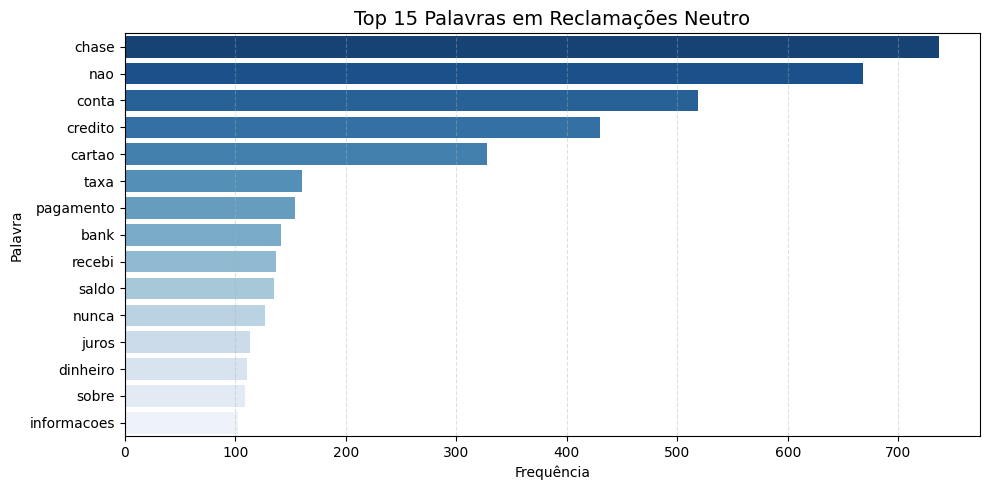 Top 15 Palavras em Reclamações Neutro
Palavra
chase
nao
conta
credito
cartao
taxa
pagamento
bank
recebi
saldo
nunca
juros
dinheiro
sobre
informacoes
0 100 200 300 400 500 600 700
Frequência